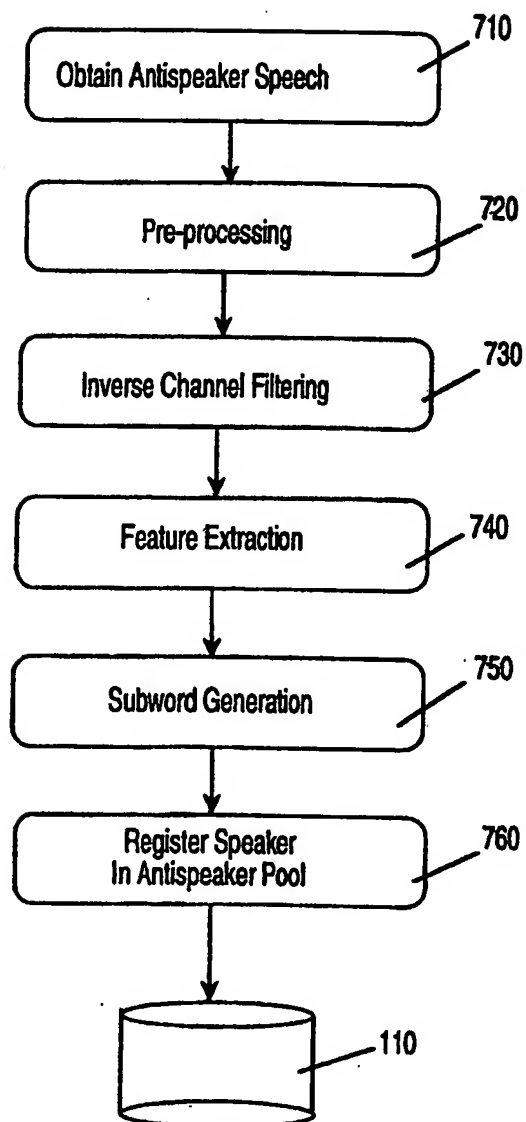 710
Obtain Antispeaker Speech
720
Pre-processing
730
Inverse Channel Filtering
740
Feature Extraction
750
Subword Generation
760
Register Speaker
In Antispeaker Pool
110